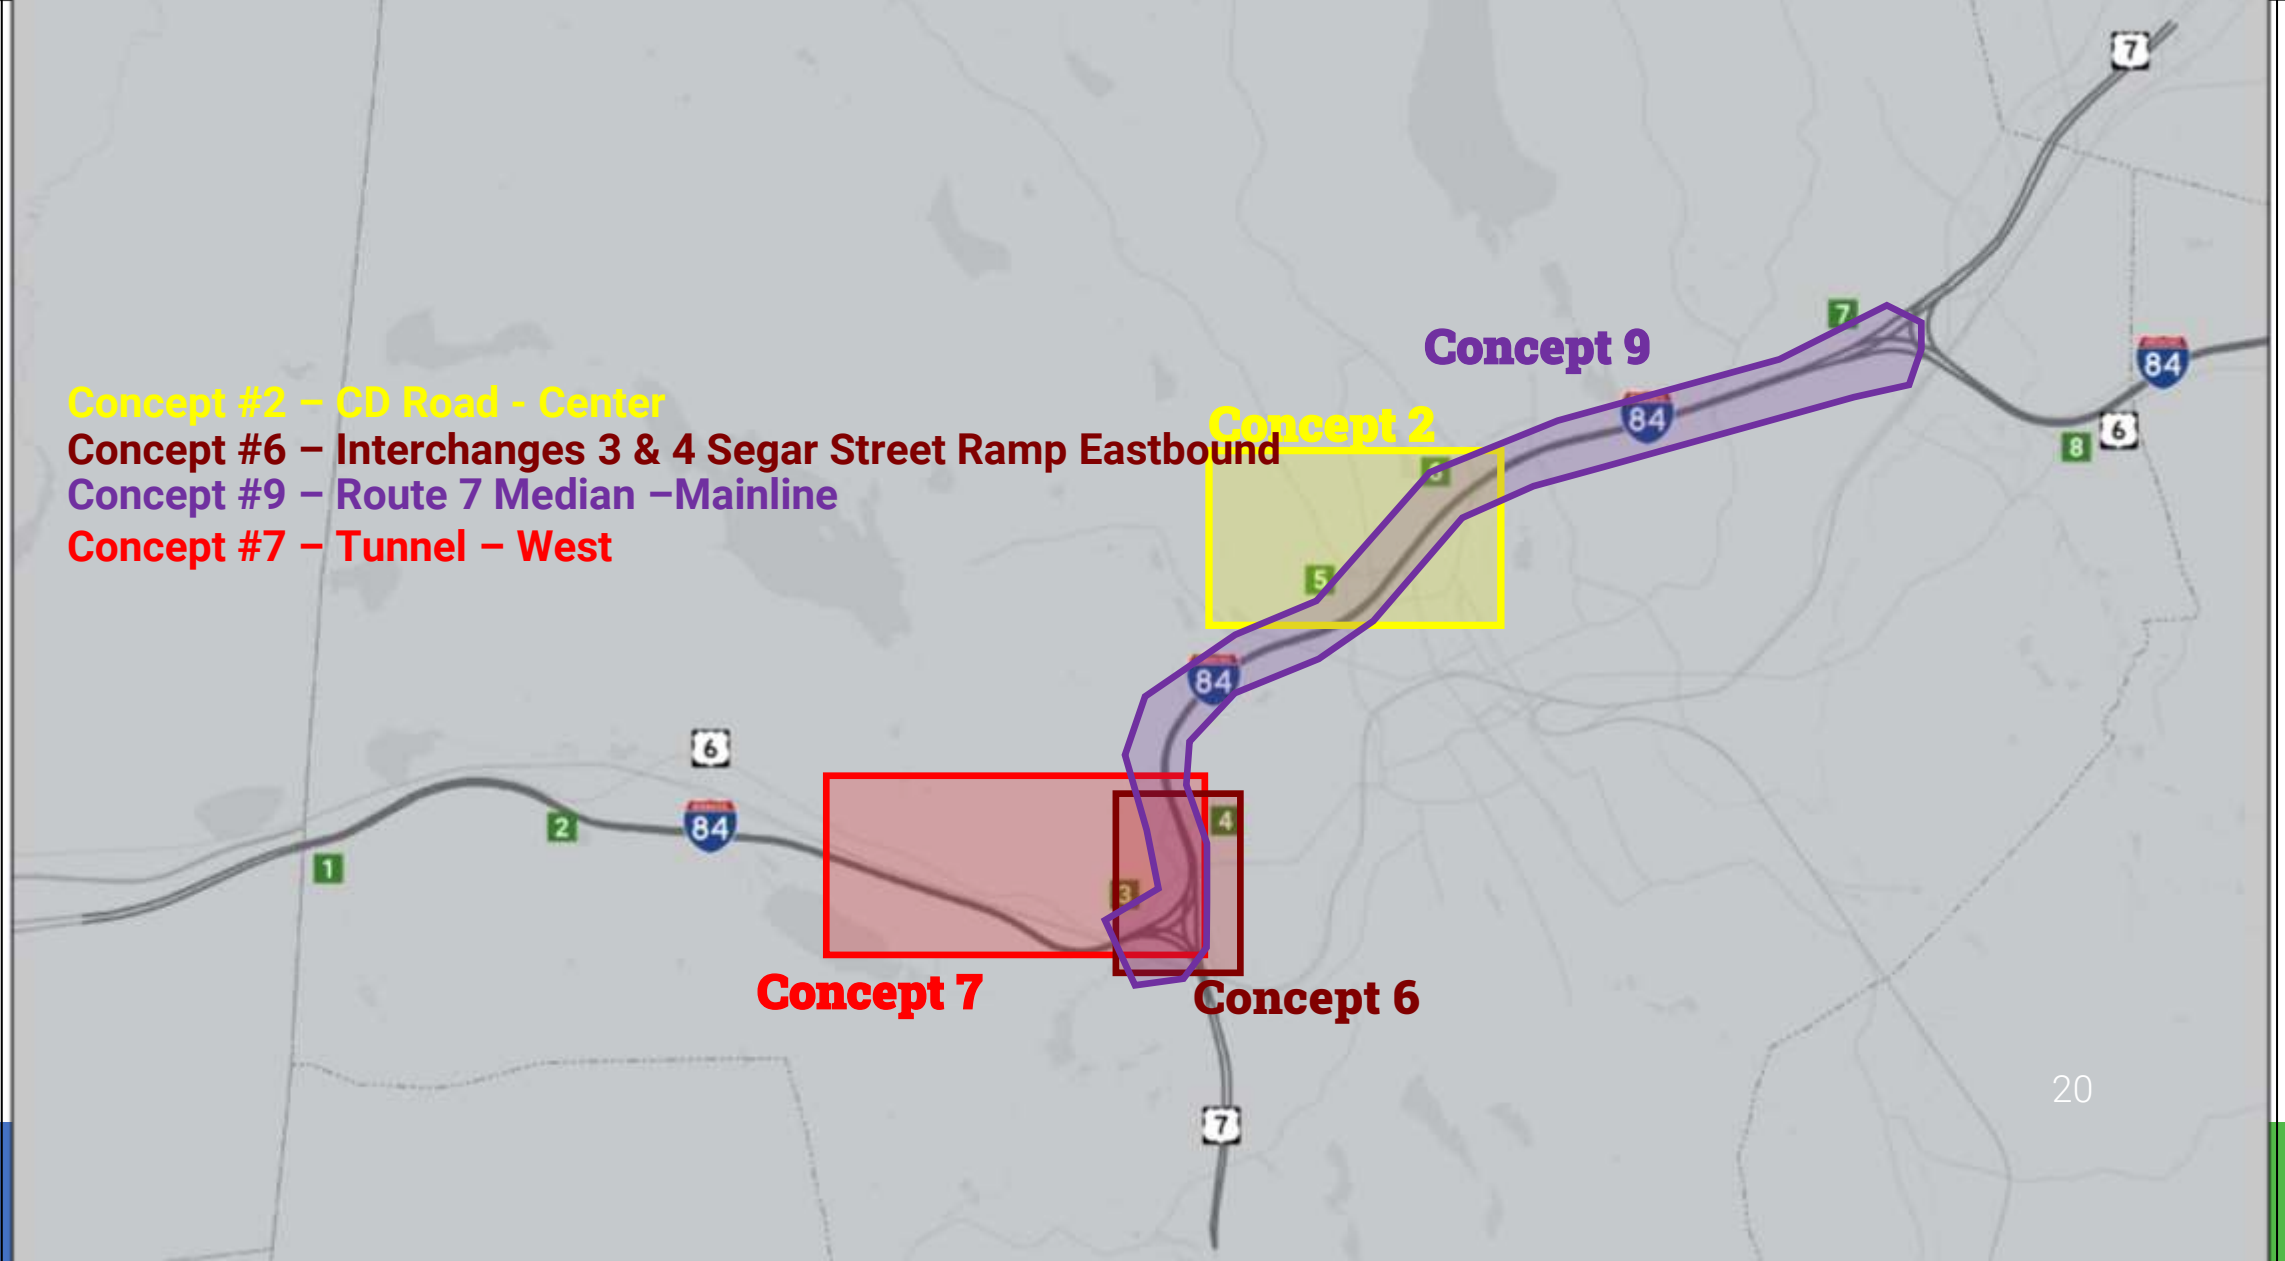 7
7
Concept 9
84
84
Concept #2 – CD Road - Center
Concept 2
6
Concept #6 – Interchanges 3 & 4 Segar Street Ramp Eastbound
8
Concept #9 – Route 7 Median –Mainline
Concept #7 – Tunnel – West
5
84
6
84
2
4
1
3
Concept 7
Concept 6
20
7